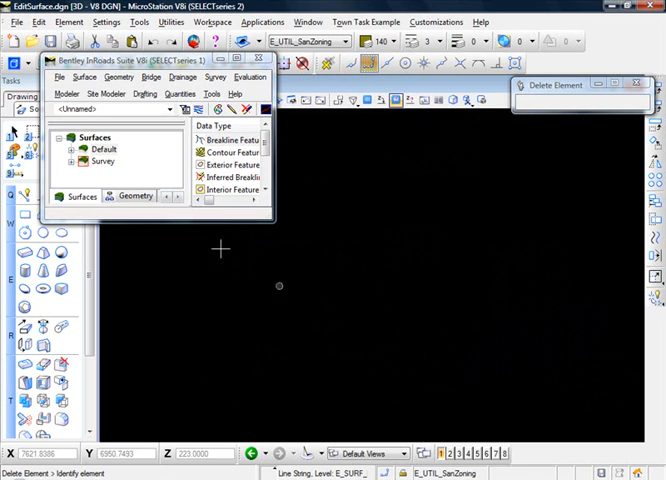 EditSurface.dgn [3D - V8 DGN] - MicroStation V8i (SELECTseries 2)
File Edit Element Settings Tools Utilities Workspace Applications Window Town Task Example Customizations Help
E_UTIL_SanZoning 140 3 0 0
Tasks
Drawing
Bentley InRoads Suite V8i (SELECTseries 1)
File Surface Geometry Bridge Drainage Survey Evaluation
Modeler Site Modeler Drafting Quantities Tools Help
<Unnamed>
Surfaces
Default
Survey
Surfaces Geometry
Data Type
Breakline Featu
Contour Feature
Exterior Feature
Inferred Breakli
Interior Feature
Delete Element
Q
W
E
R
T
X 7621.8386 Y 6950.7493 Z 223.0000
Default Views
1 2 3 4 5 6 7 8
Delete Element > Identify element
Line String, Level: E_SURF_
E_UTIL_SanZoning